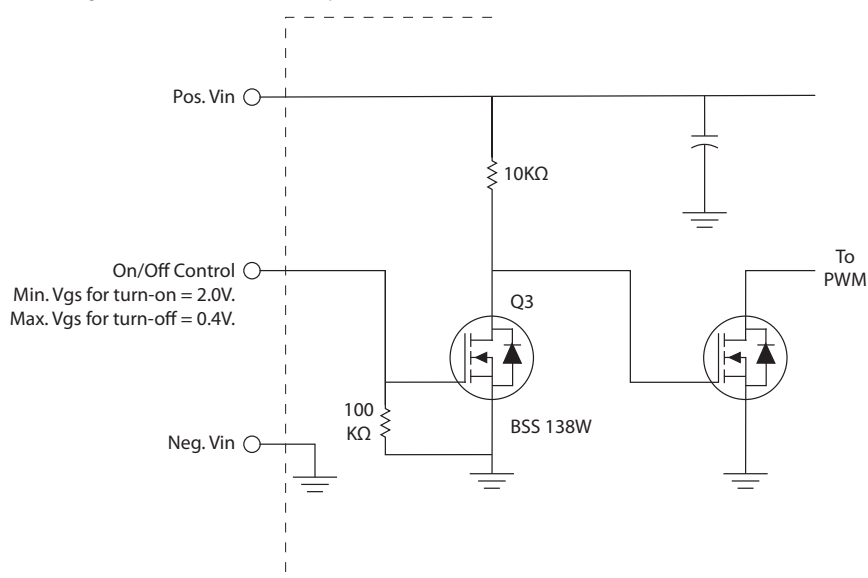 Pos. Vin
10KΩ
On/Off Control
Min. Vgs for turn-on = 2.0V.
Max. Vgs for turn-off = 0.4V.
To
PWM
Q3
100
KΩ
BSS 138W
Neg. Vin